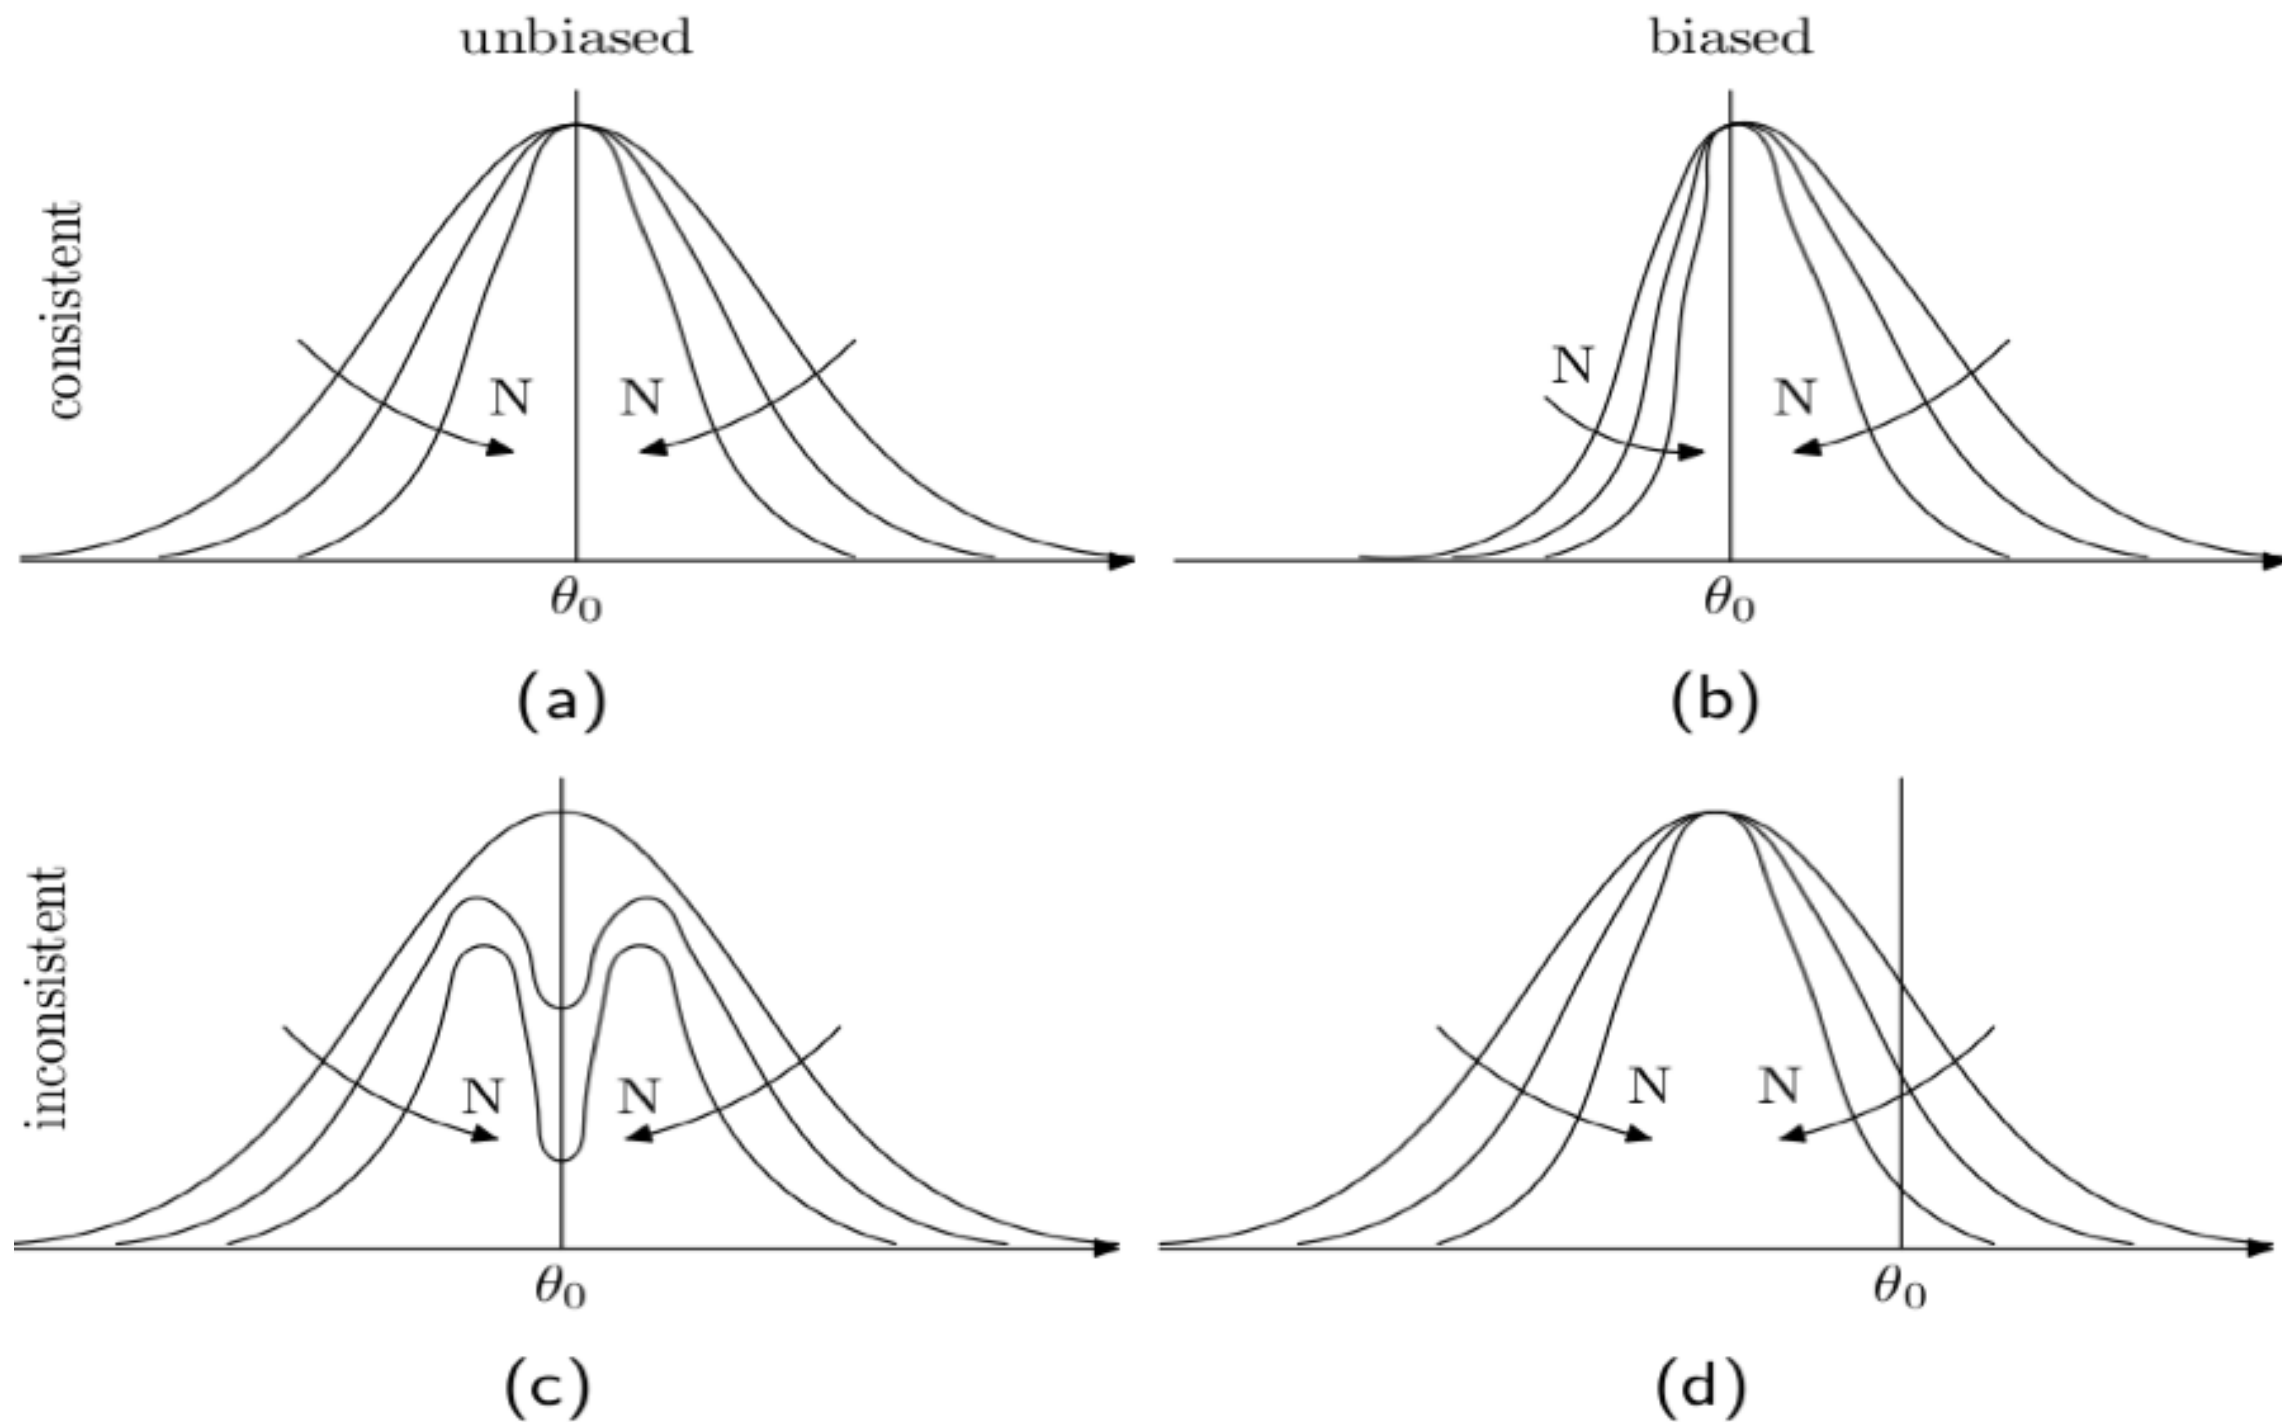 unbiased
biased
consistent
N
N
N
N
θ₀
θ₀
(a)
(b)
inconsistent
N
N
N
N
θ₀
θ₀
(c)
(d)